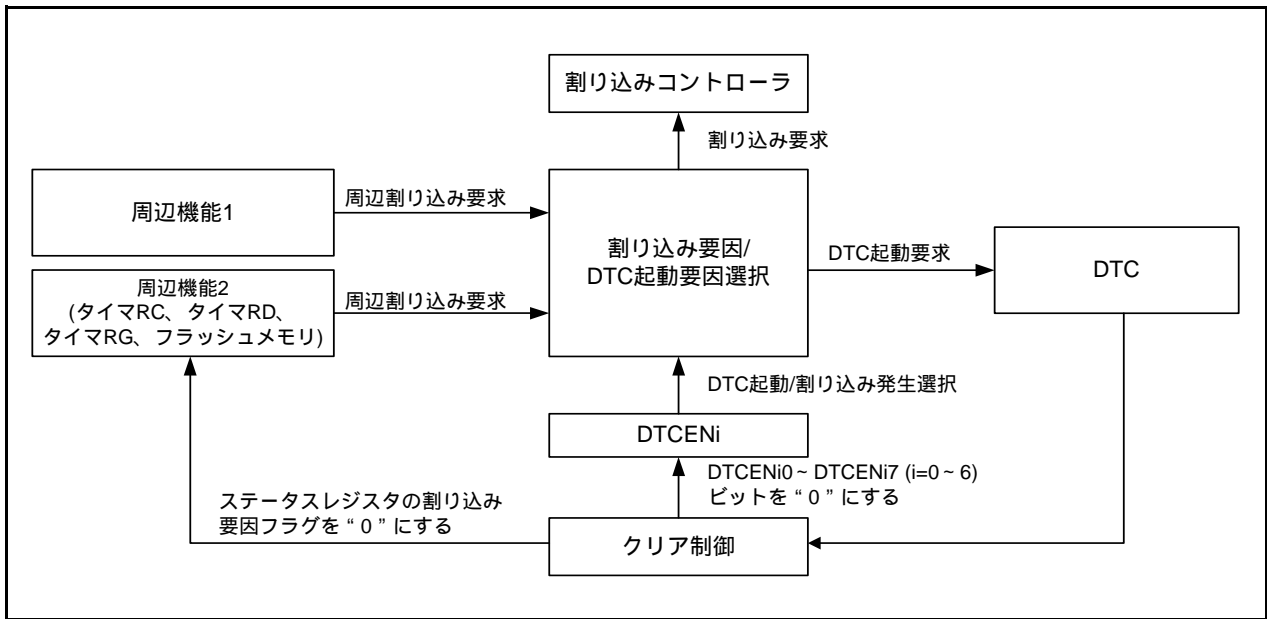 割り込みコントローラ
割り込み要求
周辺機能1
周辺割り込み要求
割り込み要因/
DTC起動要因選択
DTC起動要求
DTC
周辺機能2
(タイマRC、タイマRD、
タイマRG、フラッシュメモリ)
周辺割り込み要求
DTC起動/割り込み発生選択
DTCENi
DTCENi0~DTCENi7 (i=0~6)
ビットを“0”にする
ステータスレジスタの割り込み
要因フラグを“0”にする
クリア制御